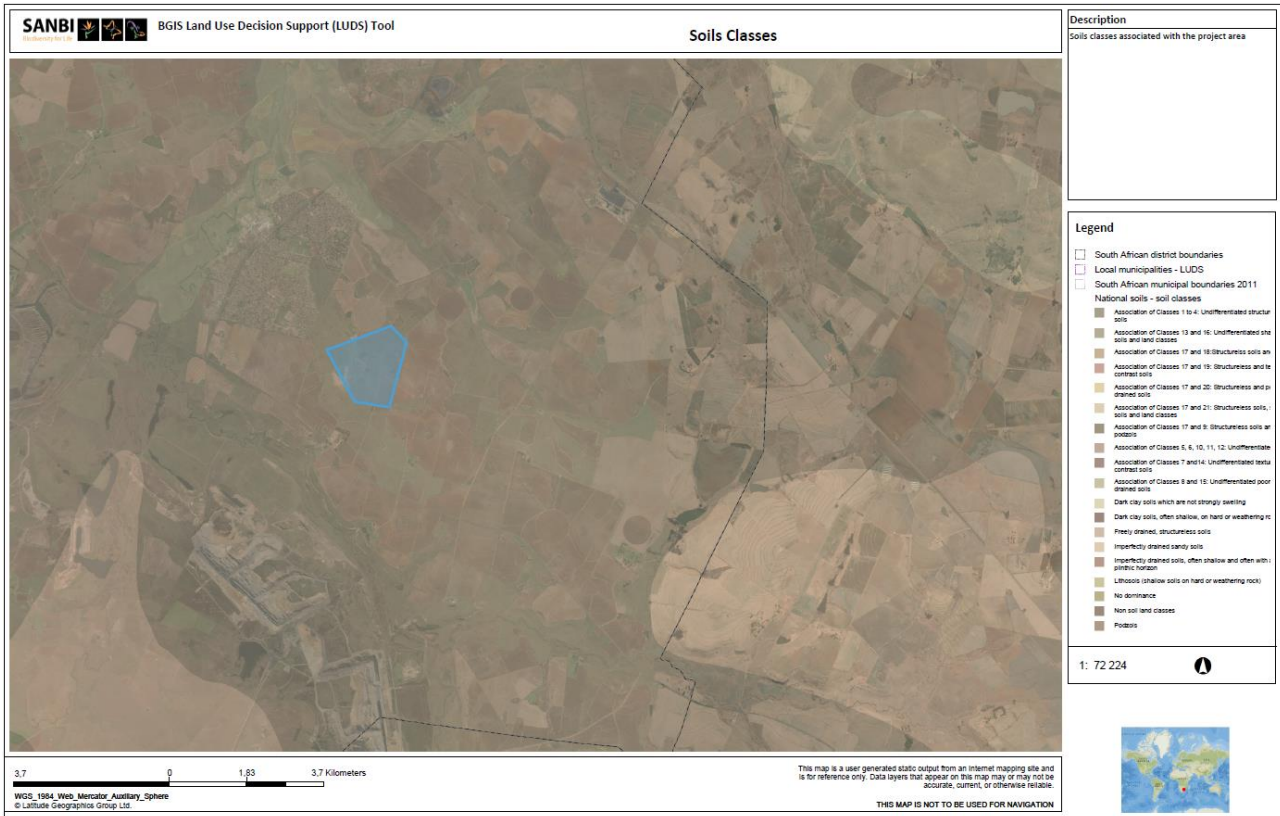 SANBI
Biodiversity for Life
BGIS Land Use Decision Support (LUDS) Tool
Soils Classes
Description
Soils classes associated with the project area
Legend
South African district boundaries
Local municipalities - LUDS
South African municipal boundaries 2011
National soils - soil classes
Association of Classes 1 to 4: Undifferentiated structur
soils
Association of Classes 13 and 16: Undifferentiated sha
soils and land classes
Association of Classes 17 and 18:Structureless soils an
Association of Classes 17 and 19: Structureless and te
contrast soils
Association of Classes 17 and 20: Structureless and p
drained soils
Association of Classes 17 and 21: Structureless soils,
soils and land classes
Association of Classes 17 and 9: Structureless soils an
podzols
Association of Classes 5, 6, 10, 11, 12: Undifferentiate
Association of Classes 7 and14: Undifferentiated textu
contrast soils
Association of Classes 8 and 15: Undifferentiated poor
drained soils
Dark clay soils which are not strongly swelling
Dark clay soils, often shallow, on hard or weathering ro
Freely drained, structureless soils
Imperfectly drained sandy soils
Imperfectly drained soils, often shallow and often with
plinthic horizon
Lithosols (shallow soils on hard or weathering rock)
No dominance
Non soil land classes
Podzols
1: 72 224
3,7 0 1,83 3,7 Kilometers
WGS_1984_Web_Mercator_Auxiliary_Sphere
© Latitude Geographics Group Ltd.
This map is a user generated static output from an Internet mapping site and
is for reference only. Data layers that appear on this map may or may not be
accurate, current, or otherwise reliable.
THIS MAP IS NOT TO BE USED FOR NAVIGATION